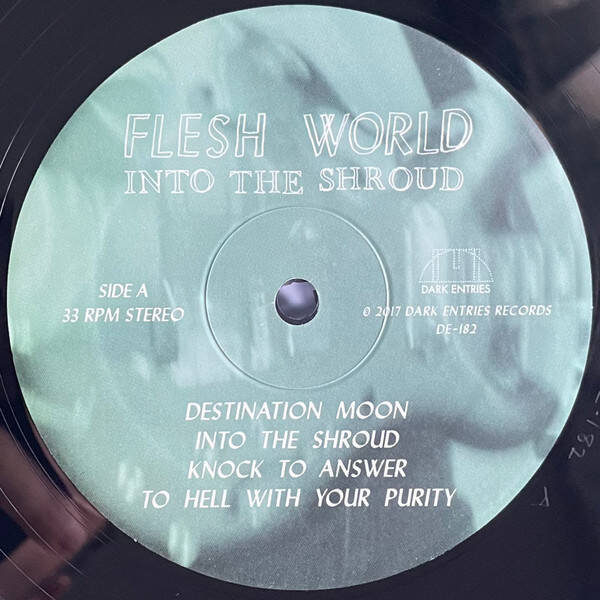 FLESH WORLD
INTO THE SHROUD
SIDE A
33 RPM STEREO
DARK ENTRIES
© 2017 DARK ENTRIES RECORDS
DE-182
DESTINATION MOON
INTO THE SHROUD
KNOCK TO ANSWER
TO HELL WITH YOUR PURITY